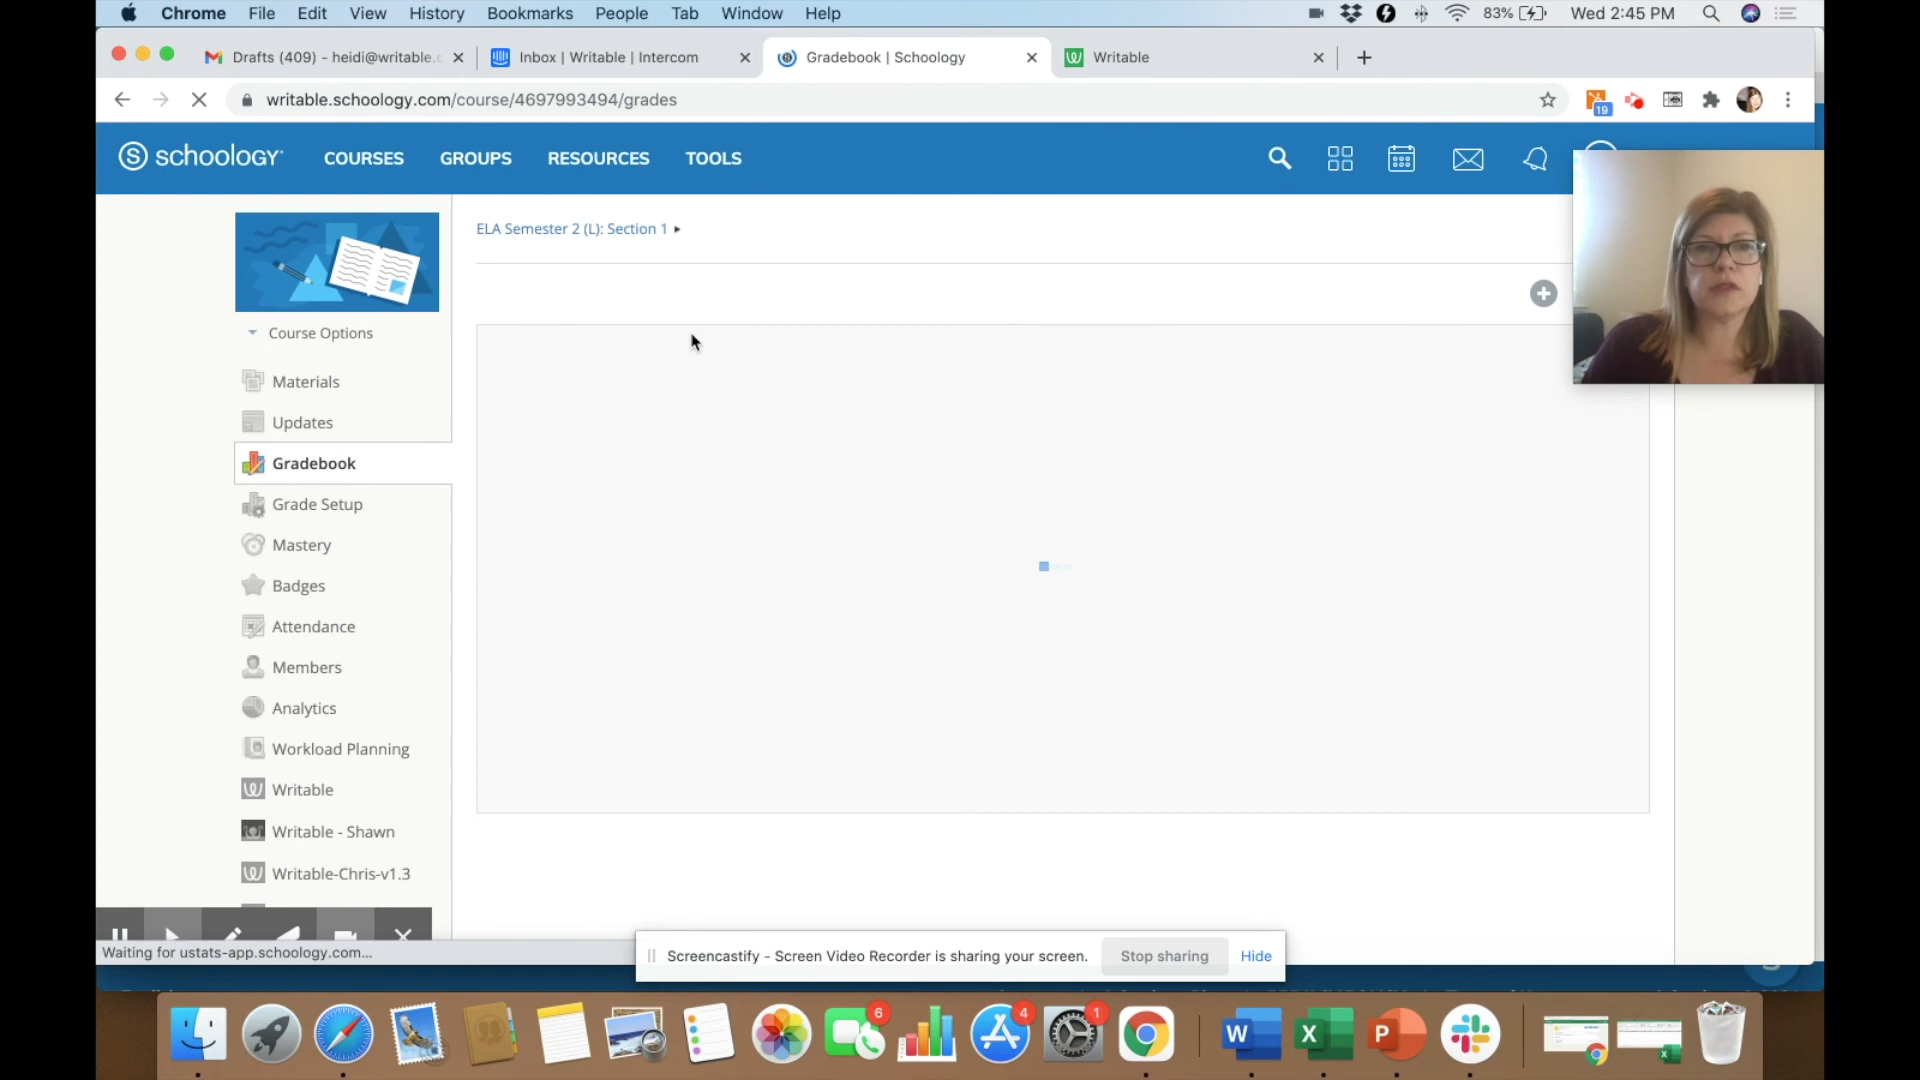 Chrome File Edit View History Bookmarks People Tab Window Help 83% Wed 2:45 PM
Drafts (409) - heidi@writable.c Inbox | Writable | Intercom Gradebook | Schoology Writable
writable.schoology.com/course/4697993494/grades 19
S schoology COURSES GROUPS RESOURCES TOOLS
ELA Semester 2 (L): Section 1
Course Options
Materials
Updates
Gradebook
Grade Setup
Mastery
Badges
Attendance
Members
Analytics
Workload Planning
Writable
Writable - Shawn
Writable-Chris-v1.3
Waiting for ustats-app.schoology.com...
Screencastify - Screen Video Recorder is sharing your screen. Stop sharing Hide
6 4 1
W X P